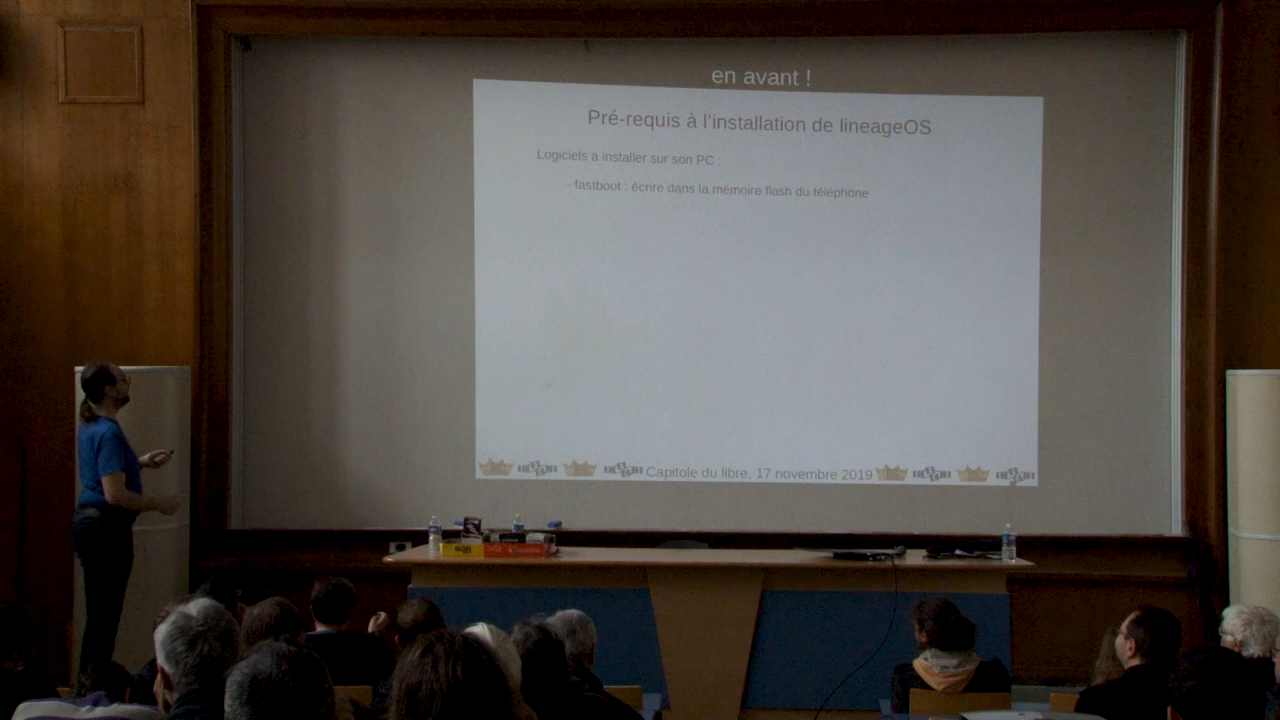 en avant !
Pré-requis à l'installation de lineageOS
Logiciels à installer sur son PC :
- fastboot : écrire dans la mémoire flash du téléphone
Capitole du libre, 17 novembre 2019